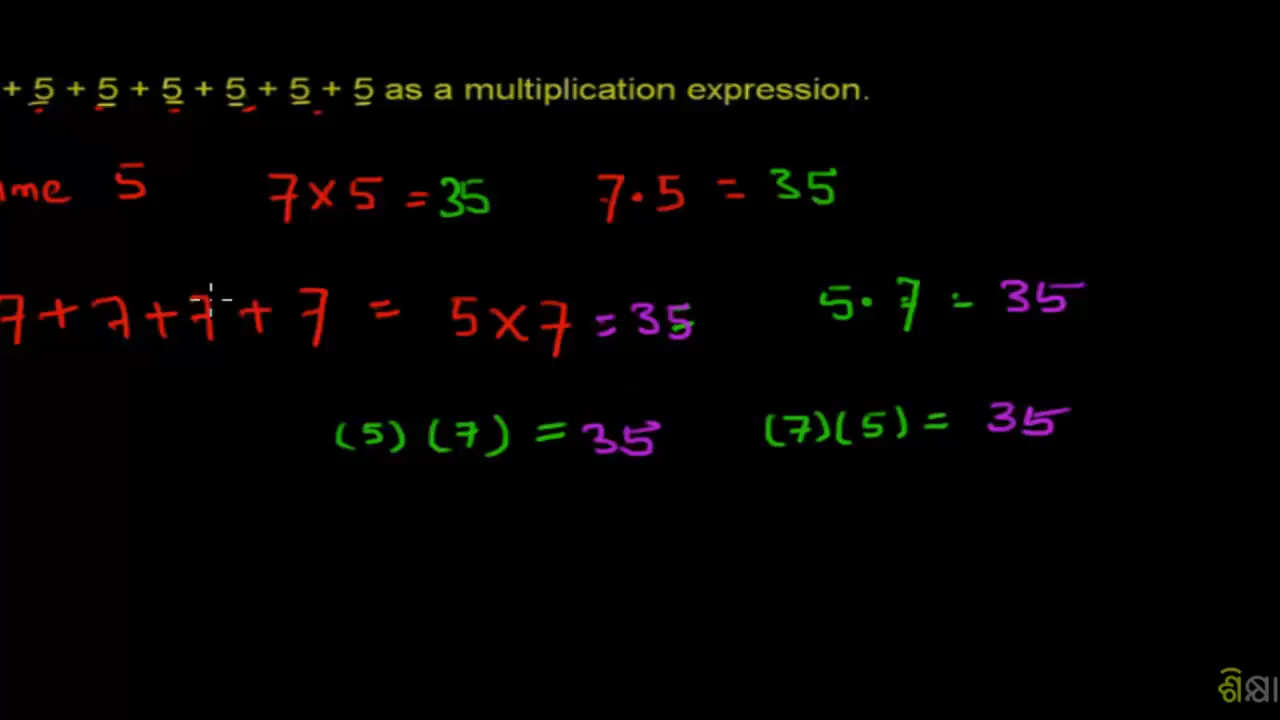 + 5 + 5 + 5 + 5 + 5 + 5 as a multiplication expression.
ime 5 7 × 5 = 35 7 · 5 = 35
7 + 7 + 7 + 7 = 5 × 7 = 35 5 · 7 = 35
(5) (7) = 35 (7)(5) = 35
ଶିକ୍ଷା